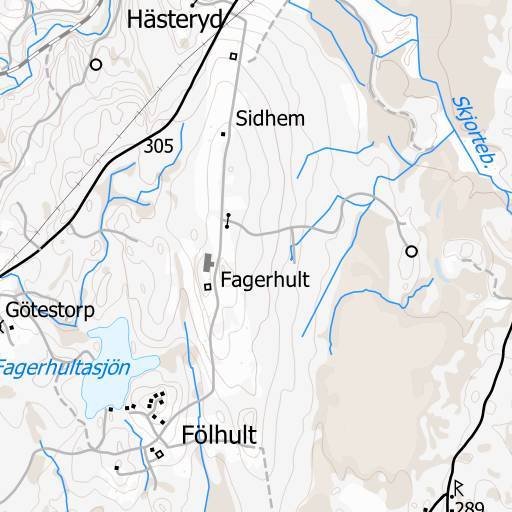 Hästeryd
Skjorteb.
Sidhem
305
Fagerhult
Götestorp
Fagerhultasjön
Fölhult
289